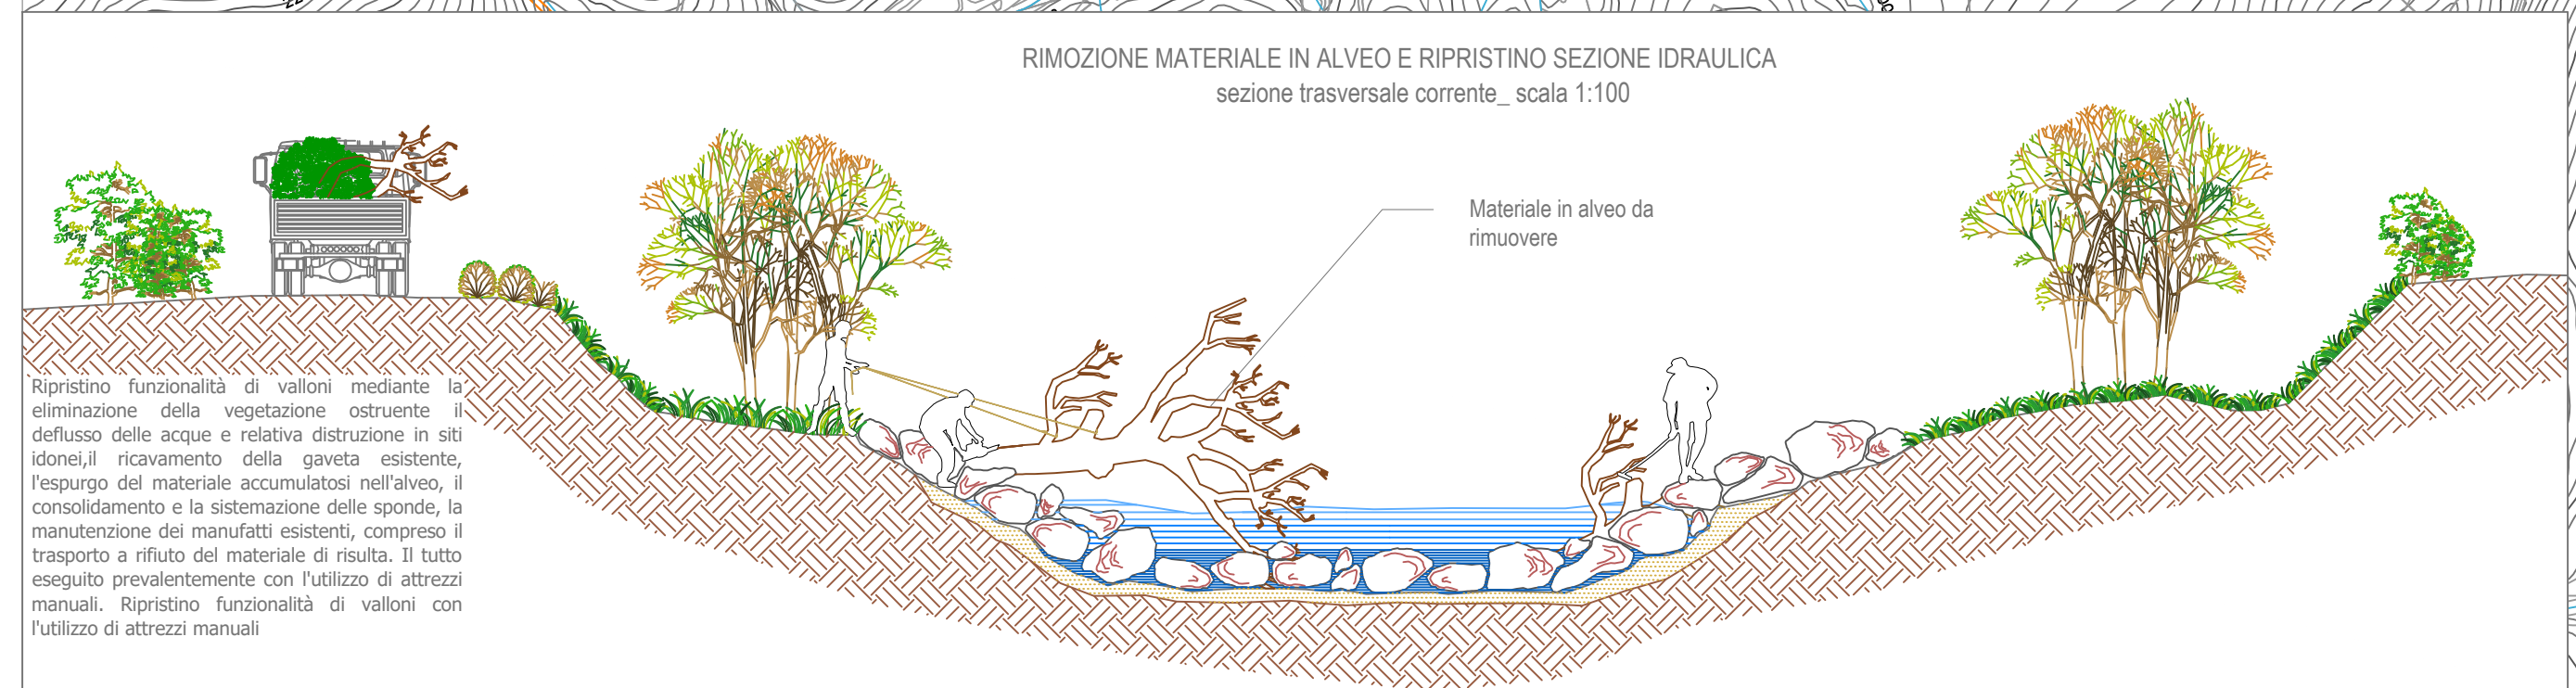 RIMOZIONE MATERIALE IN ALVEO E RIPRISTINO SEZIONE IDRAULICA
sezione trasversale corrente_ scala 1:100
Materiale in alveo da
rimuovere
Ripristino funzionalità di valloni mediante la
eliminazione della vegetazione ostruente il
deflusso delle acque e relativa distruzione in siti
idonei,il ricavamento della gaveta esistente,
l'espurgo del materiale accumulatosi nell'alveo, il
consolidamento e la sistemazione delle sponde, la
manutenzione dei manufatti esistenti, compreso il
trasporto a rifiuto del materiale di risulta. Il tutto
eseguito prevalentemente con l'utilizzo di attrezzi
manuali. Ripristino funzionalità di valloni con
l'utilizzo di attrezzi manuali